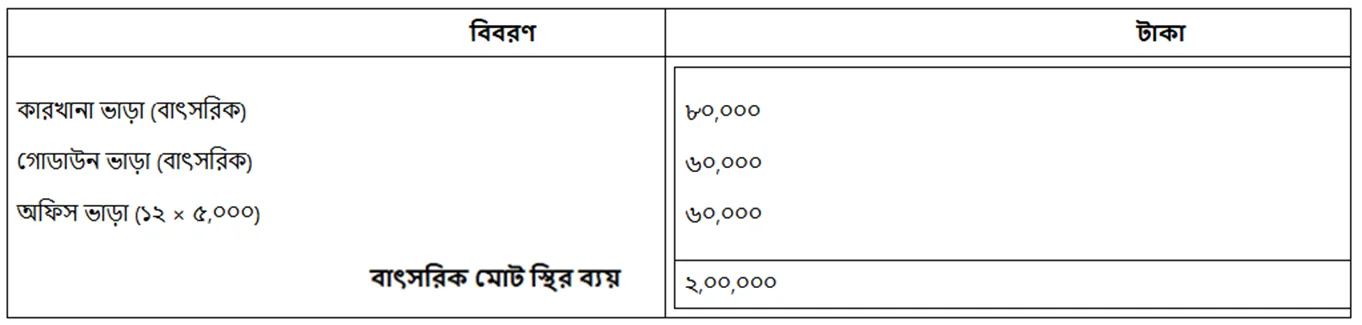 বিবরণ টাকা
কারখানা ভাড়া (বাৎসরিক) ৮০,০০০
গোডাউন ভাড়া (বাৎসরিক) ৬০,০০০
অফিস ভাড়া (১২ × ৫,০০০) ৬০,০০০
বাৎসরিক মোট স্থির ব্যয় ২,০০,০০০